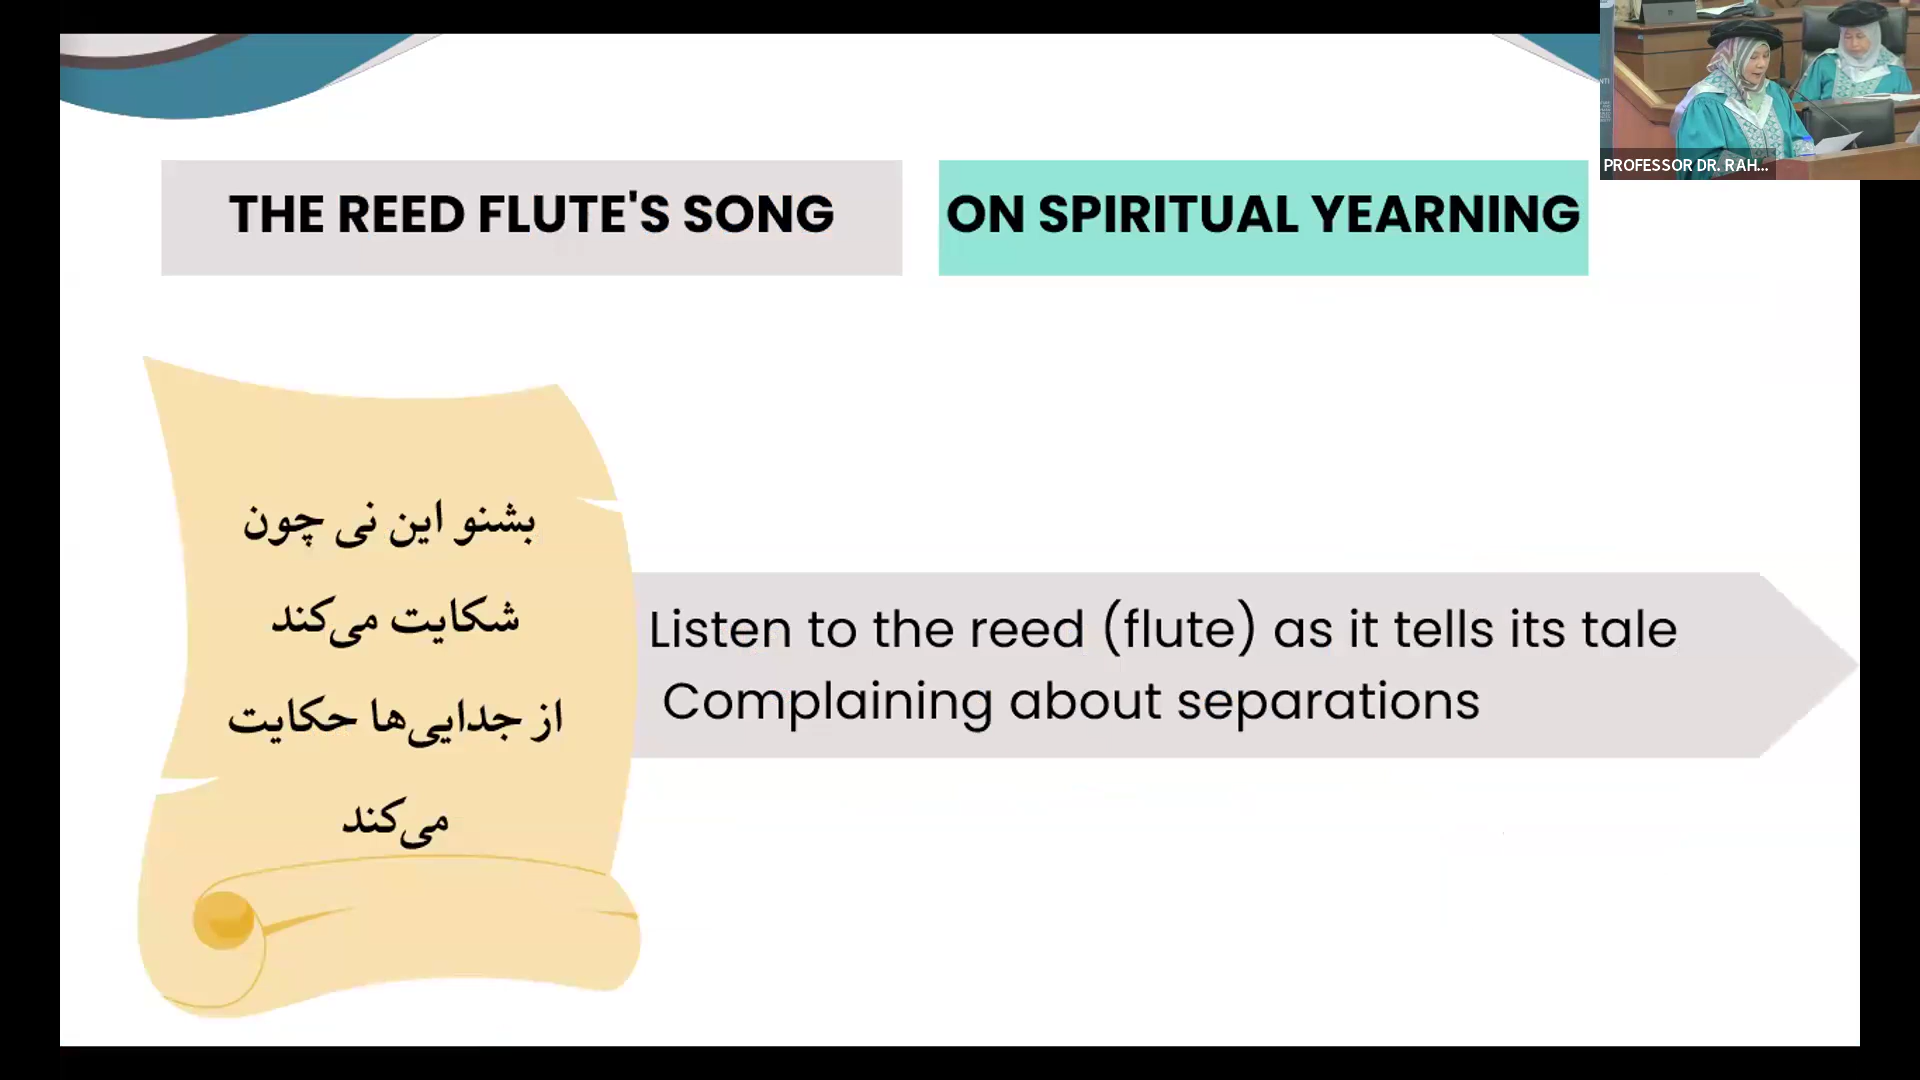 THE REED FLUTE'S SONG
ON SPIRITUAL YEARNING
بشنو این نی چون
شکایت می‌کند
از جدایی‌ها حکایت
می‌کند
Listen to the reed (flute) as it tells its tale
Complaining about separations
PROFESSOR DR. RAH...